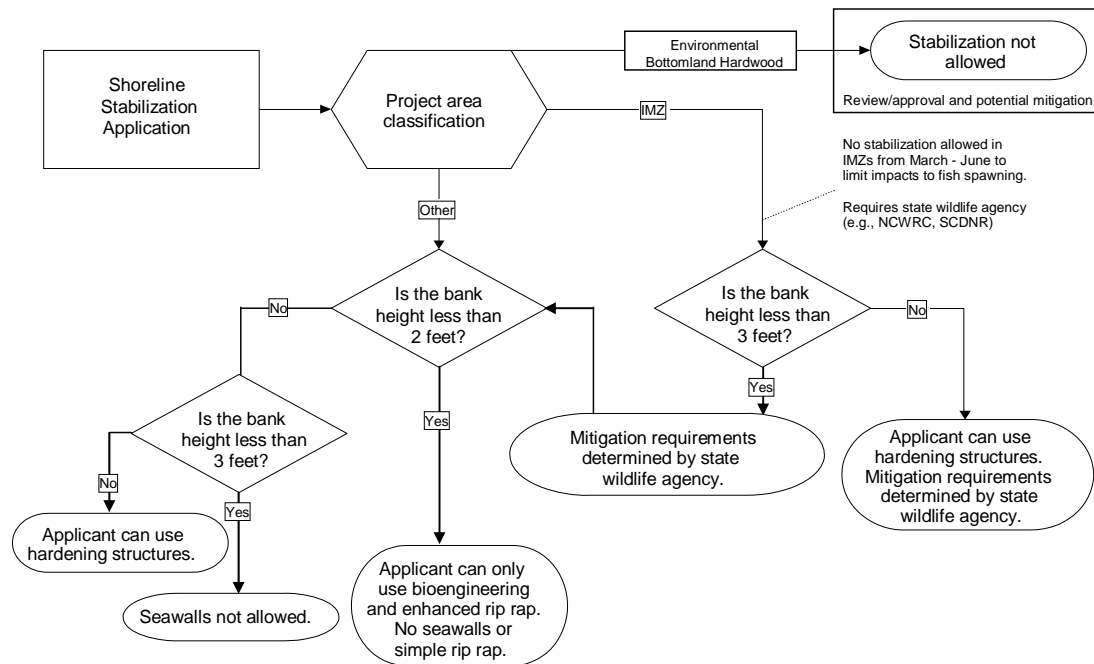 Shoreline
Stabilization
Application
Project area
classification
Environmental
Bottomland Hardwood
Stabilization not
allowed
Review/approval and potential mitigation.
IMZ
No stabilization allowed in
IMZs from March - June to
limit impacts to fish spawning.
Requires state wildlife agency
(e.g., NCWRC, SCDNR)
Other
Is the bank
height less than
2 feet?
No
Is the bank
height less than
3 feet?
No
Yes
Is the bank
height less than
3 feet?
No
Yes
Yes
Mitigation requirements
determined by state
wildlife agency.
Applicant can use
hardening structures.
Mitigation requirements
determined by state
wildlife agency.
Applicant can use
hardening structures.
Seawalls not allowed.
Applicant can only
use bioengineering
and enhanced rip rap.
No seawalls or
simple rip rap.